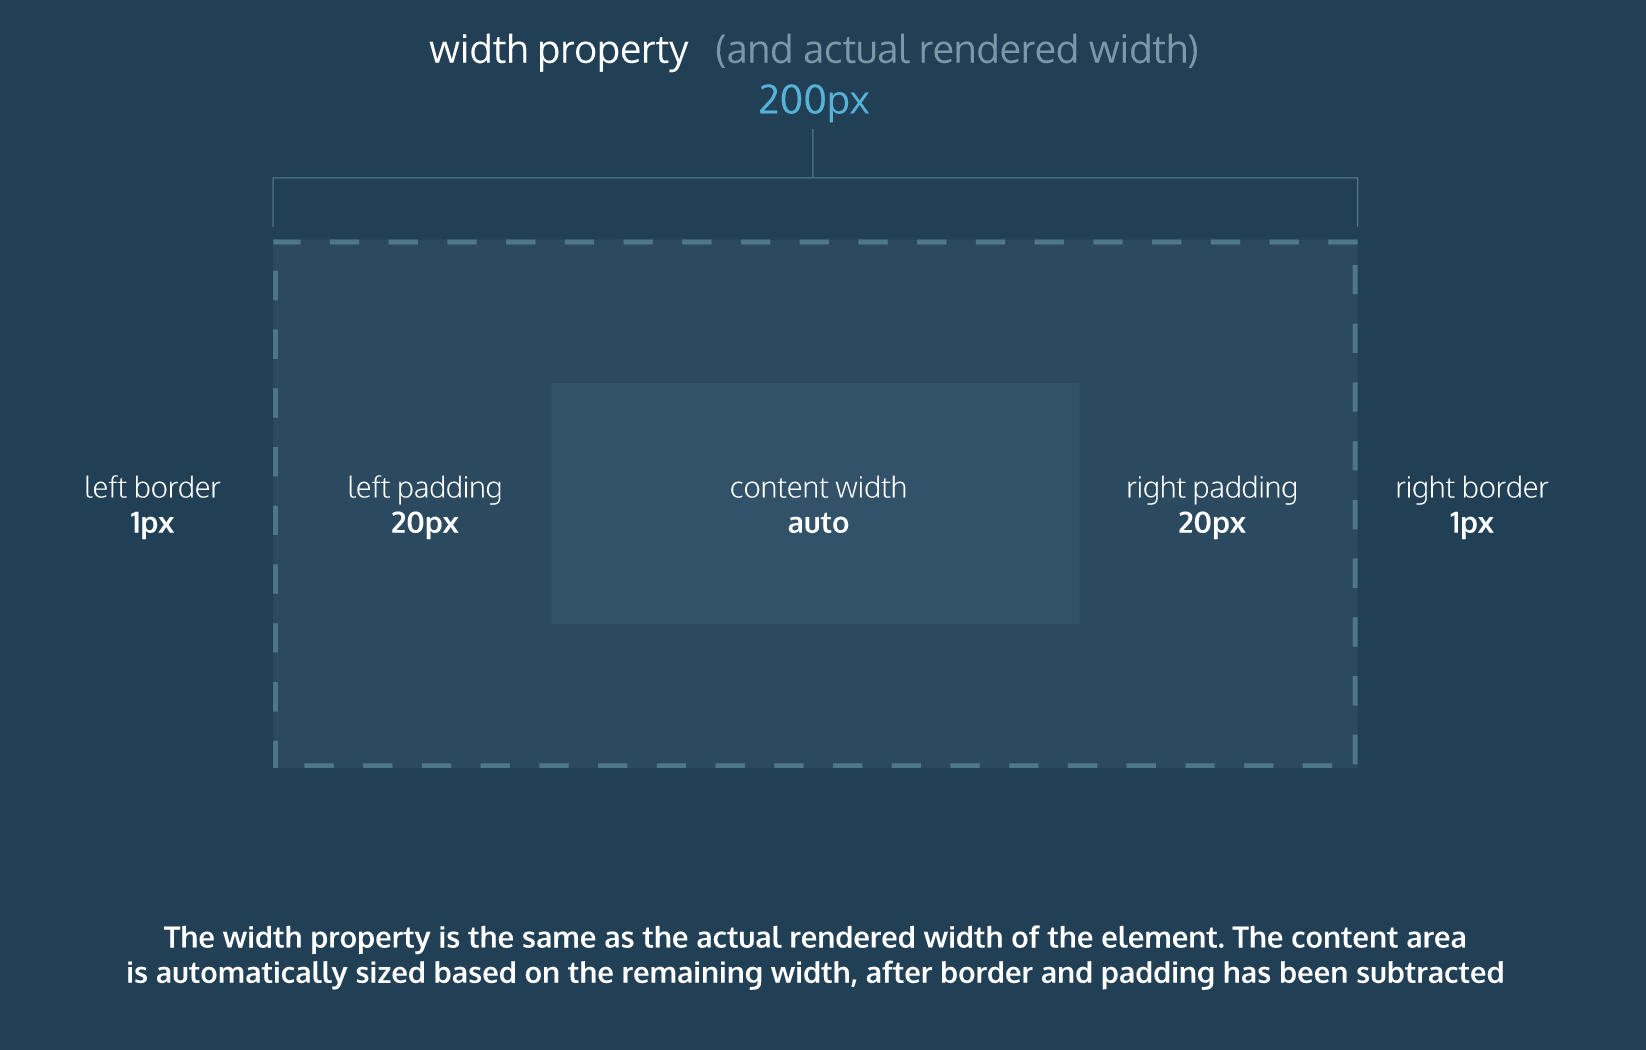 width property (and actual rendered width)
200px
left border
1px
left padding
20px
content width
auto
right padding
20px
right border
1px
The width property is the same as the actual rendered width of the element. The content area
is automatically sized based on the remaining width, after border and padding has been subtracted